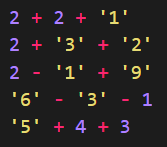 2 + 2 + '1'
2 + '3' + '2'
2 - '1' + '9'
'6' - '3' - 1
'5' + 4 + 3